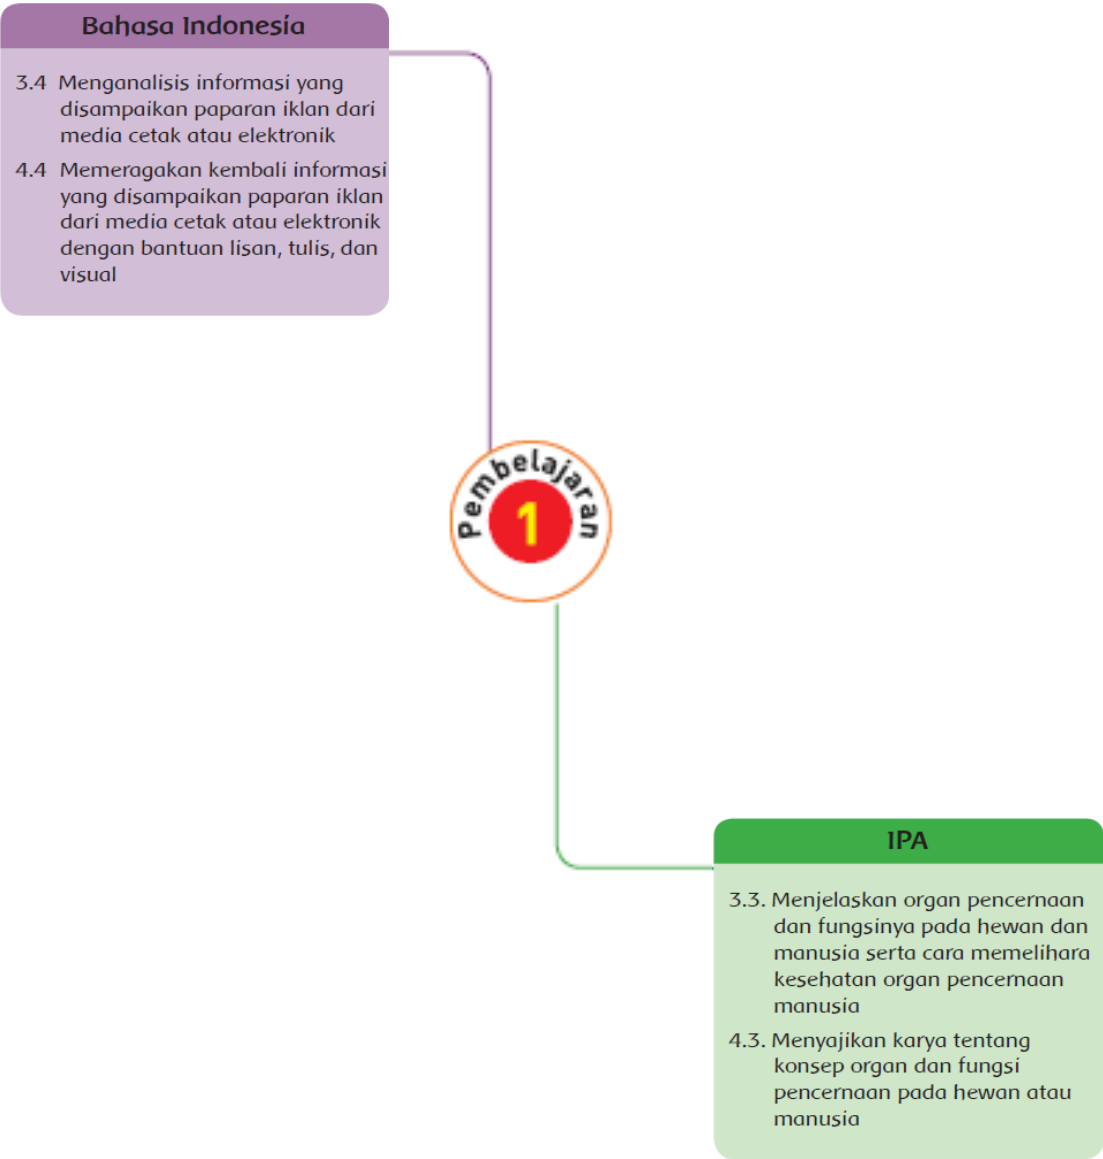 Bahasa Indonesia
3.4 Menganalisis informasi yang
disampaikan paparan iklan dari
media cetak atau elektronik
4.4 Memeragakan kembali informasi
yang disampaikan paparan iklan
dari media cetak atau elektronik
dengan bantuan lisan, tulis, dan
visual
Pembelajaran
1
IPA
3.3. Menjelaskan organ pencernaan
dan fungsinya pada hewan dan
manusia serta cara memelihara
kesehatan organ pencernaan
manusia
4.3. Menyajikan karya tentang
konsep organ dan fungsi
pencernaan pada hewan atau
manusia